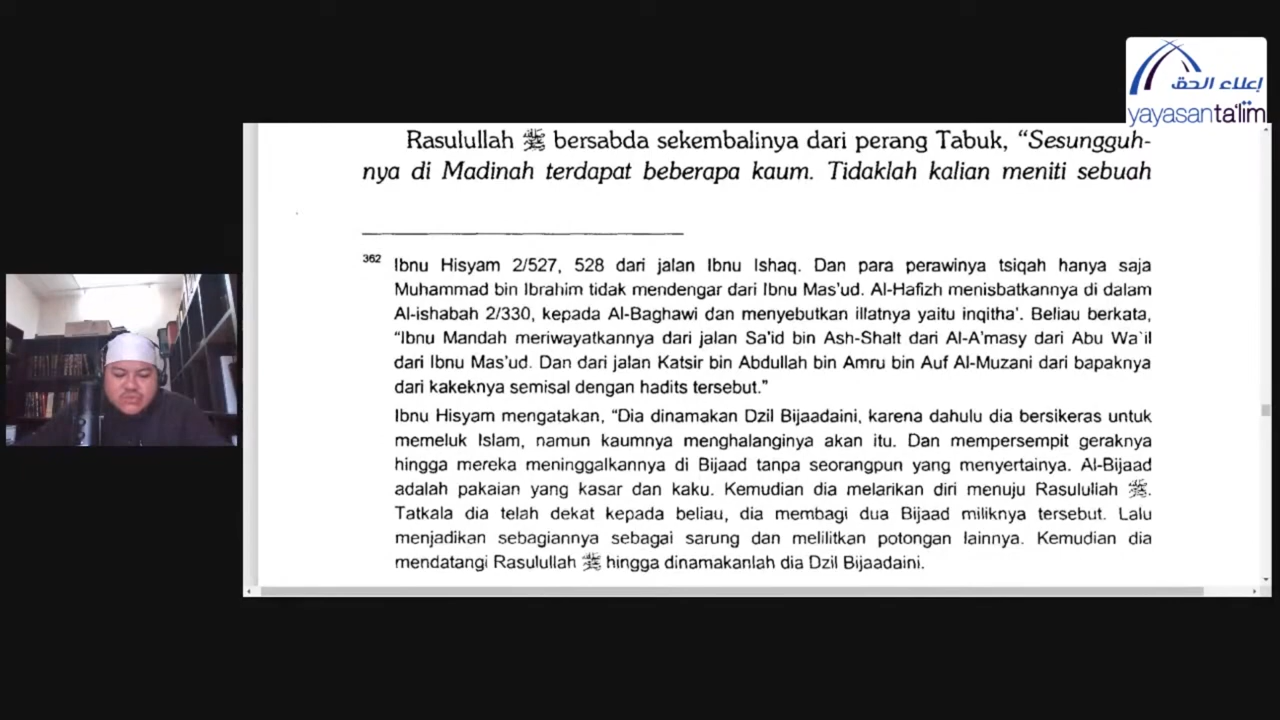 إعلاء الحق
yayasanta'lim
Rasulullah ﷺ bersabda sekembalinya dari perang Tabuk, “Sesungguh-
nya di Madinah terdapat beberapa kaum. Tidaklah kalian meniti sebuah
362 Ibnu Hisyam 2/527, 528 dari jalan Ibnu Ishaq. Dan para perawinya tsiqah hanya saja
Muhammad bin Ibrahim tidak mendengar dari Ibnu Mas'ud. Al-Hafizh menisbatkannya di dalam
Al-ishabah 2/330, kepada Al-Baghawi dan menyebutkan illatnya yaitu inqitha'. Beliau berkata,
“Ibnu Mandah meriwayatkannya dari jalan Sa'id bin Ash-Shalt dari Al-A'masy dari Abu Wa`il
dari Ibnu Mas'ud. Dan dari jalan Katsir bin Abdullah bin Amru bin Auf Al-Muzani dari bapaknya
dari kakeknya semisal dengan hadits tersebut.”
Ibnu Hisyam mengatakan, “Dia dinamakan Dzil Bijaadaini, karena dahulu dia bersikeras untuk
memeluk Islam, namun kaumnya menghalanginya akan itu. Dan mempersempit geraknya
hingga mereka meninggalkannya di Bijaad tanpa seorangpun yang menyertainya. Al-Bijaad
adalah pakaian yang kasar dan kaku. Kemudian dia melarikan diri menuju Rasulullah ﷺ.
Tatkala dia telah dekat kepada beliau, dia membagi dua Bijaad miliknya tersebut. Lalu
menjadikan sebagiannya sebagai sarung dan melilitkan potongan lainnya. Kemudian dia
mendatangi Rasulullah ﷺ hingga dinamakanlah dia Dzil Bijaadaini.